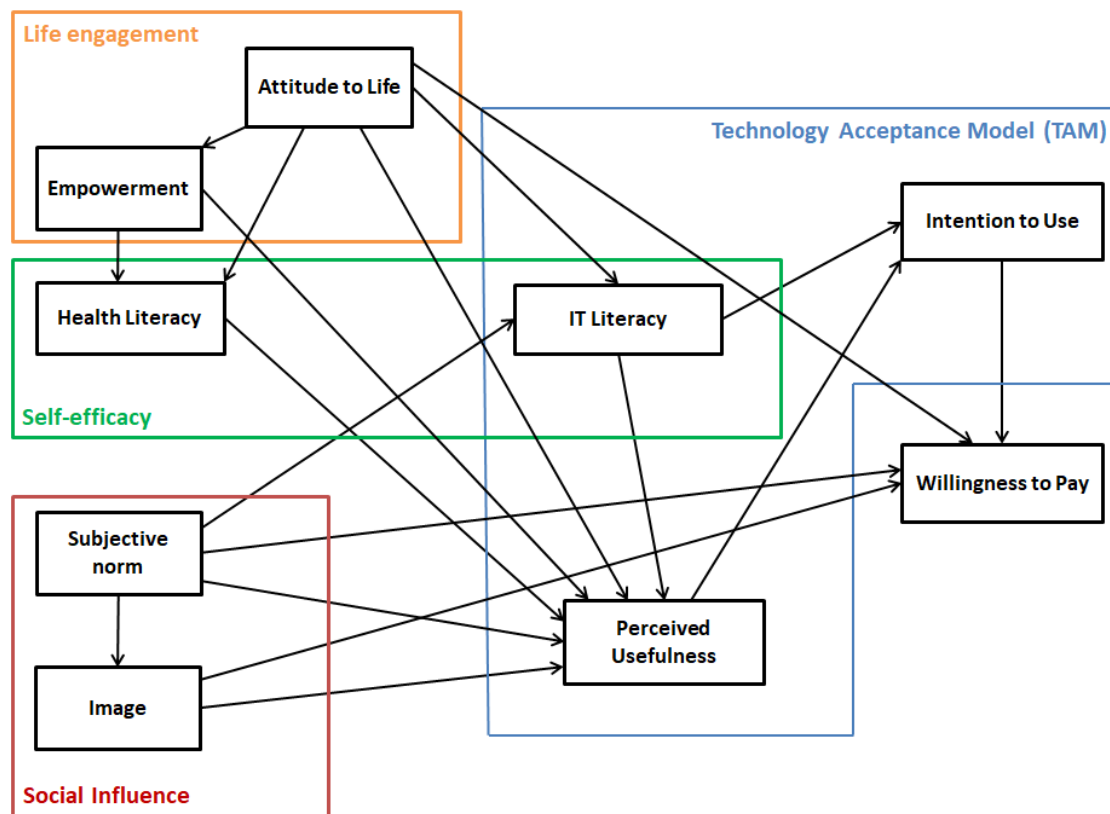 Life engagement
Attitude to Life
Technology Acceptance Model (TAM)
Empowerment
Intention to Use
Health Literacy
IT Literacy
Self-efficacy
Willingness to Pay
Subjective
norm
Perceived
Usefulness
Image
Social Influence